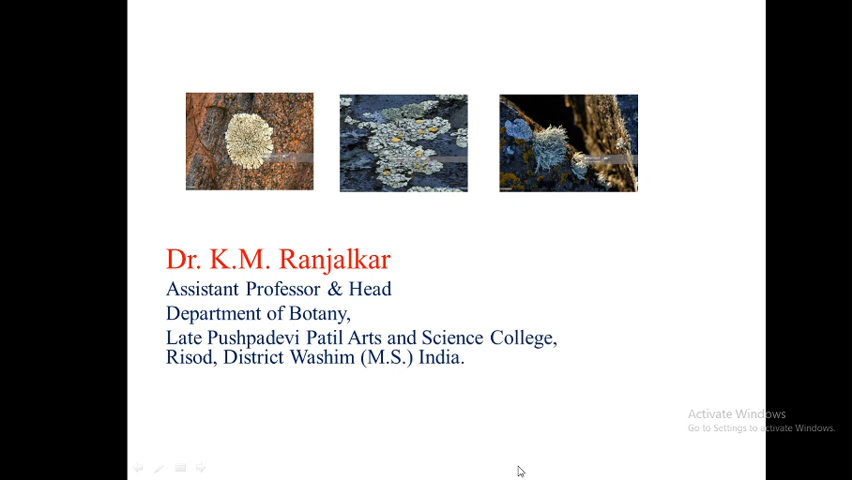 Dr. K.M. Ranjalkar
Assistant Professor & Head
Department of Botany,
Late Pushpadevi Patil Arts and Science College,
Risod, District Washim (M.S.) India.
Activate Windows
Go to Settings to activate Windows.